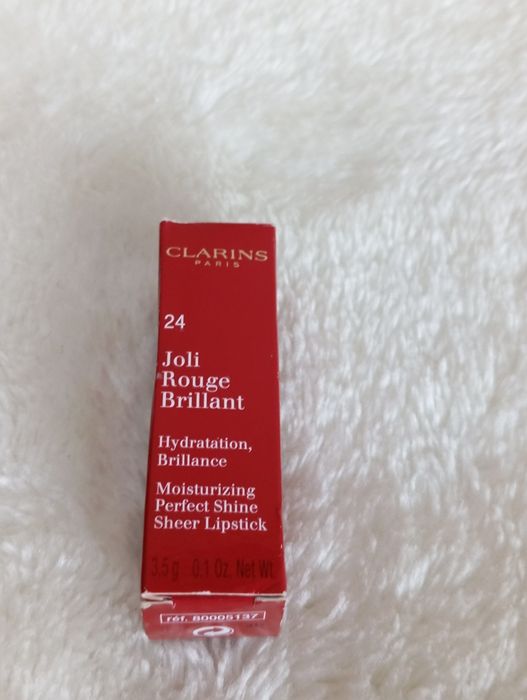 CLARINS
PARIS
24
Joli
Rouge
Brillant
Hydratation,
Brillance
Moisturizing
Perfect Shine
Sheer Lipstick
3.5 g 0.1 Oz. Net Wt.
réf. 80005137